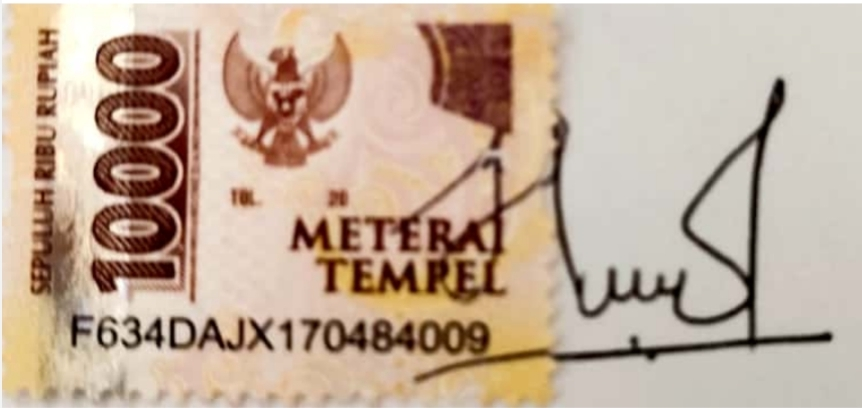 SEPULUH RIBU RUPIAH
10000
TGL. 20
METERAI
TEMPEL
F634DAJX170484009